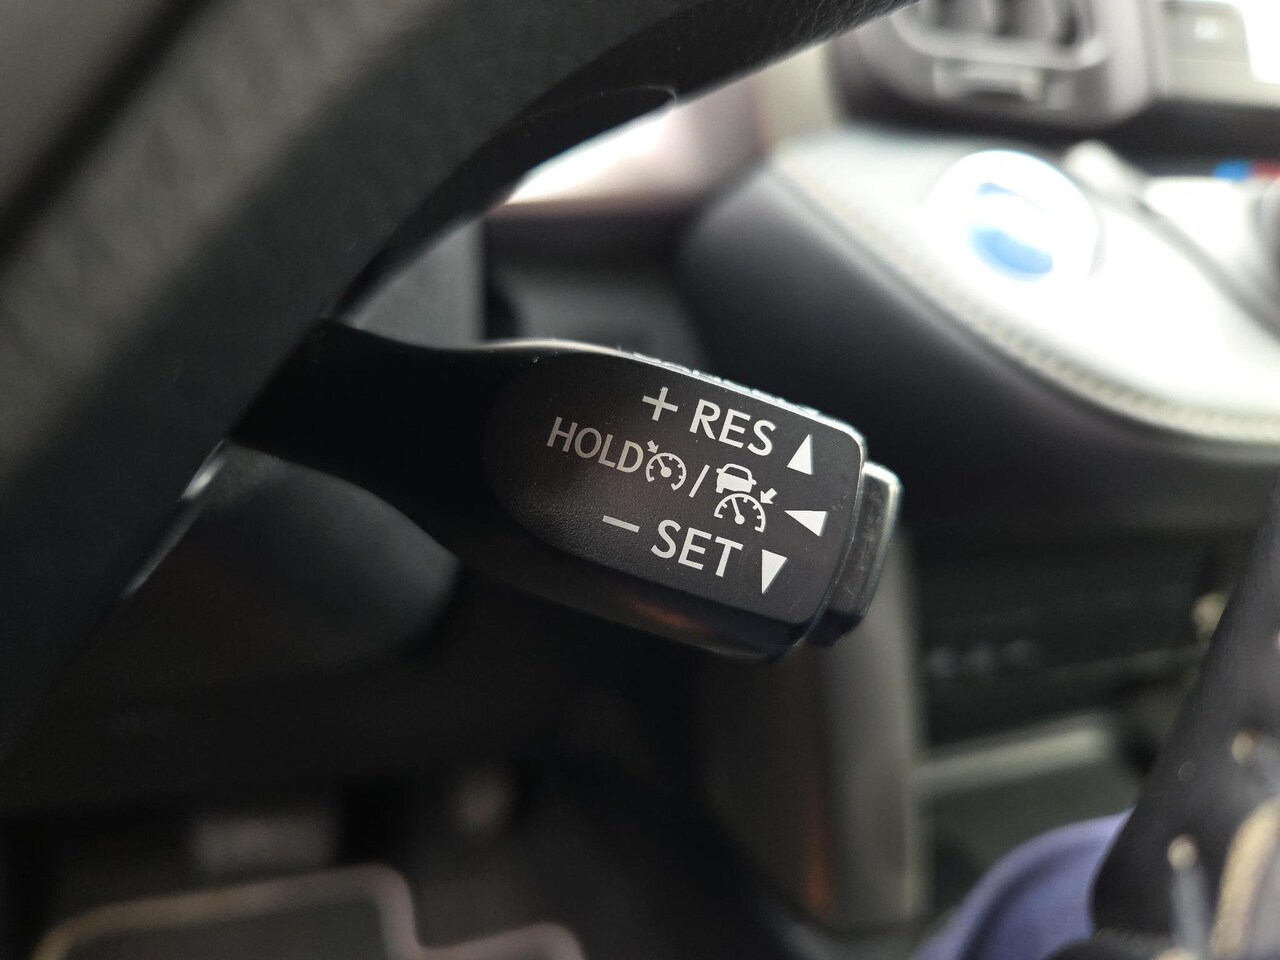 + RES ▲
HOLD / ◀
− SET ▼